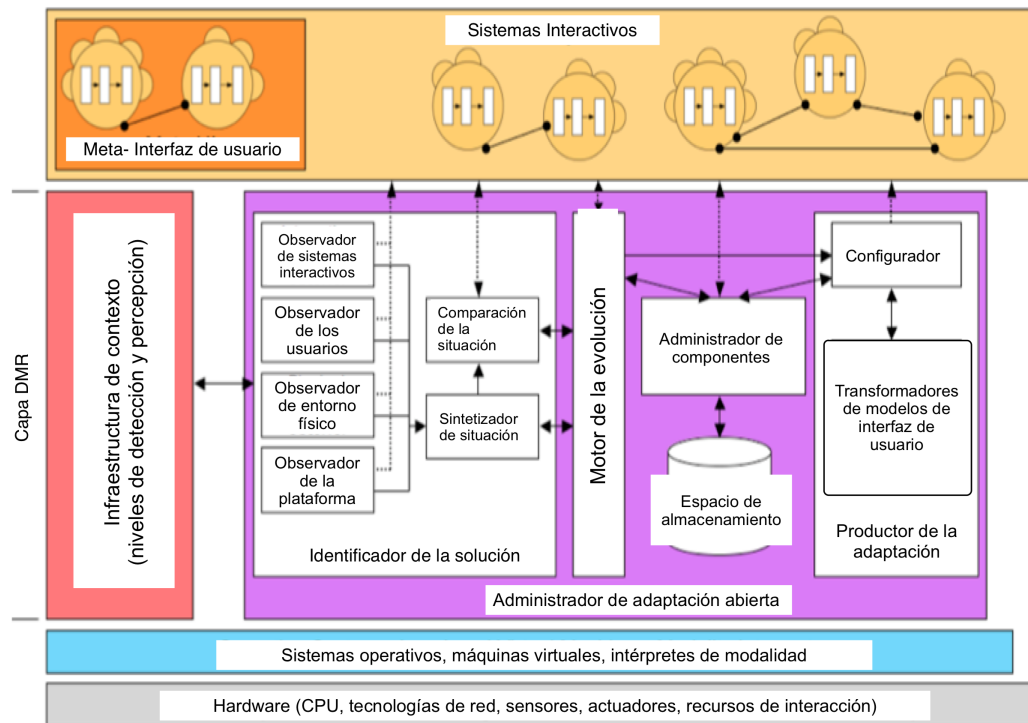 Sistemas Interactivos
Meta- Interfaz de usuario
Capa DMR
Infraestructura de contexto
(niveles de detección y percepción)
Observador
de sistemas
interactivos
Observador
de los
usuarios
Observador
de entorno
físico
Observador
de la
plataforma
Comparación
de la
situación
Sintetizador
de situación
Identificador de la solución
Motor de la evolución
Administrador de
componentes
Espacio de
almacenamiento
Configurador
Transformadores
de modelos de
interfaz de
usuario
Productor de la
adaptación
Administrador de adaptación abierta
Sistemas operativos, máquinas virtuales, intérpretes de modalidad
Hardware (CPU, tecnologías de red, sensores, actuadores, recursos de interacción)